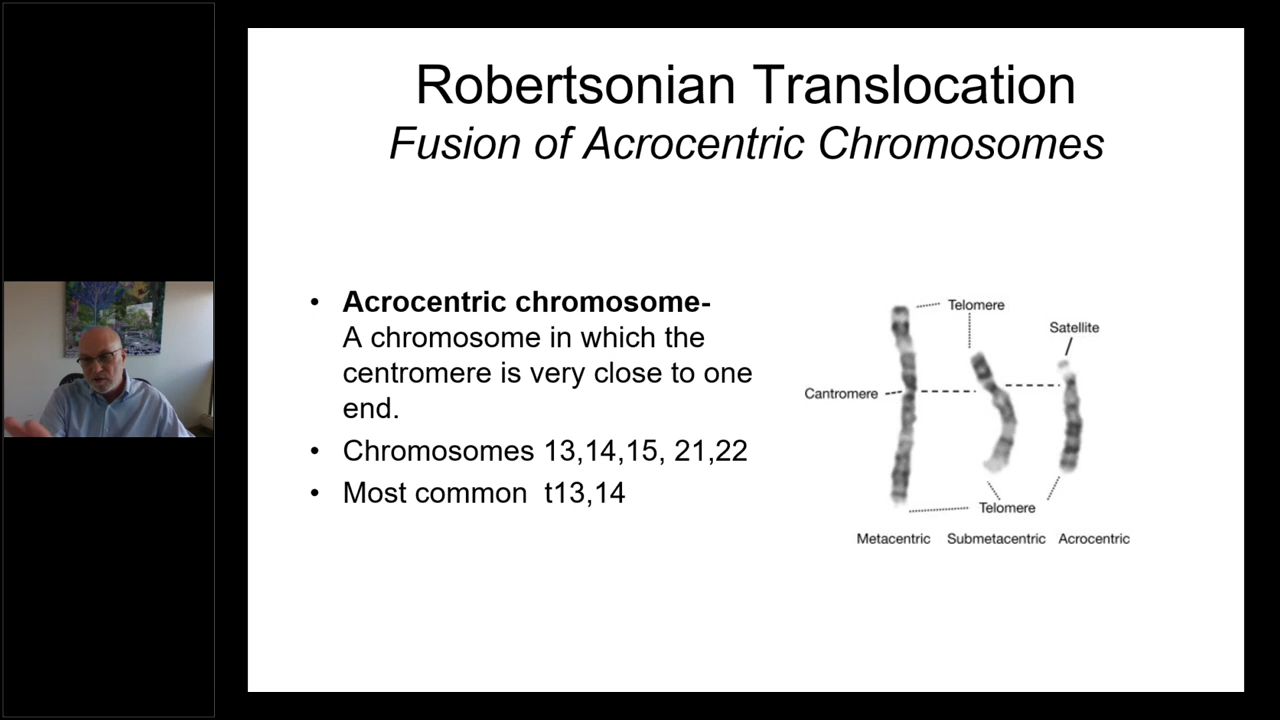 Robertsonian Translocation
Fusion of Acrocentric Chromosomes
• Acrocentric chromosome-
A chromosome in which the
centromere is very close to one
end.
• Chromosomes 13,14,15, 21,22
• Most common t13,14
Telomere
Satellite
Cantromere
Telomere
Metacentric Submetacentric Acrocentric